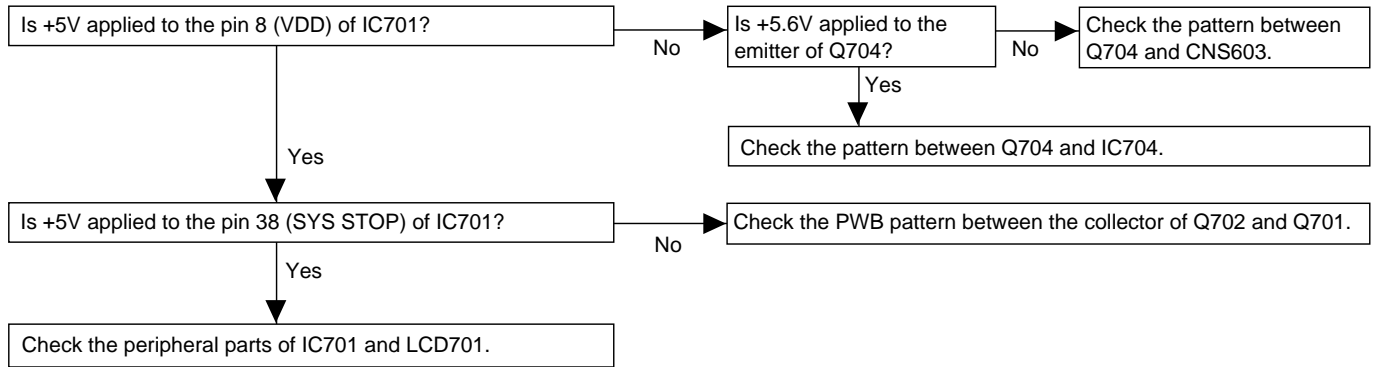 Is +5V applied to the pin 8 (VDD) of IC701?
No
Is +5.6V applied to the
emitter of Q704?
No
Check the pattern between
Q704 and CNS603.
Yes
Check the pattern between Q704 and IC704.
Yes
Is +5V applied to the pin 38 (SYS STOP) of IC701?
No
Check the PWB pattern between the collector of Q702 and Q701.
Yes
Check the peripheral parts of IC701 and LCD701.